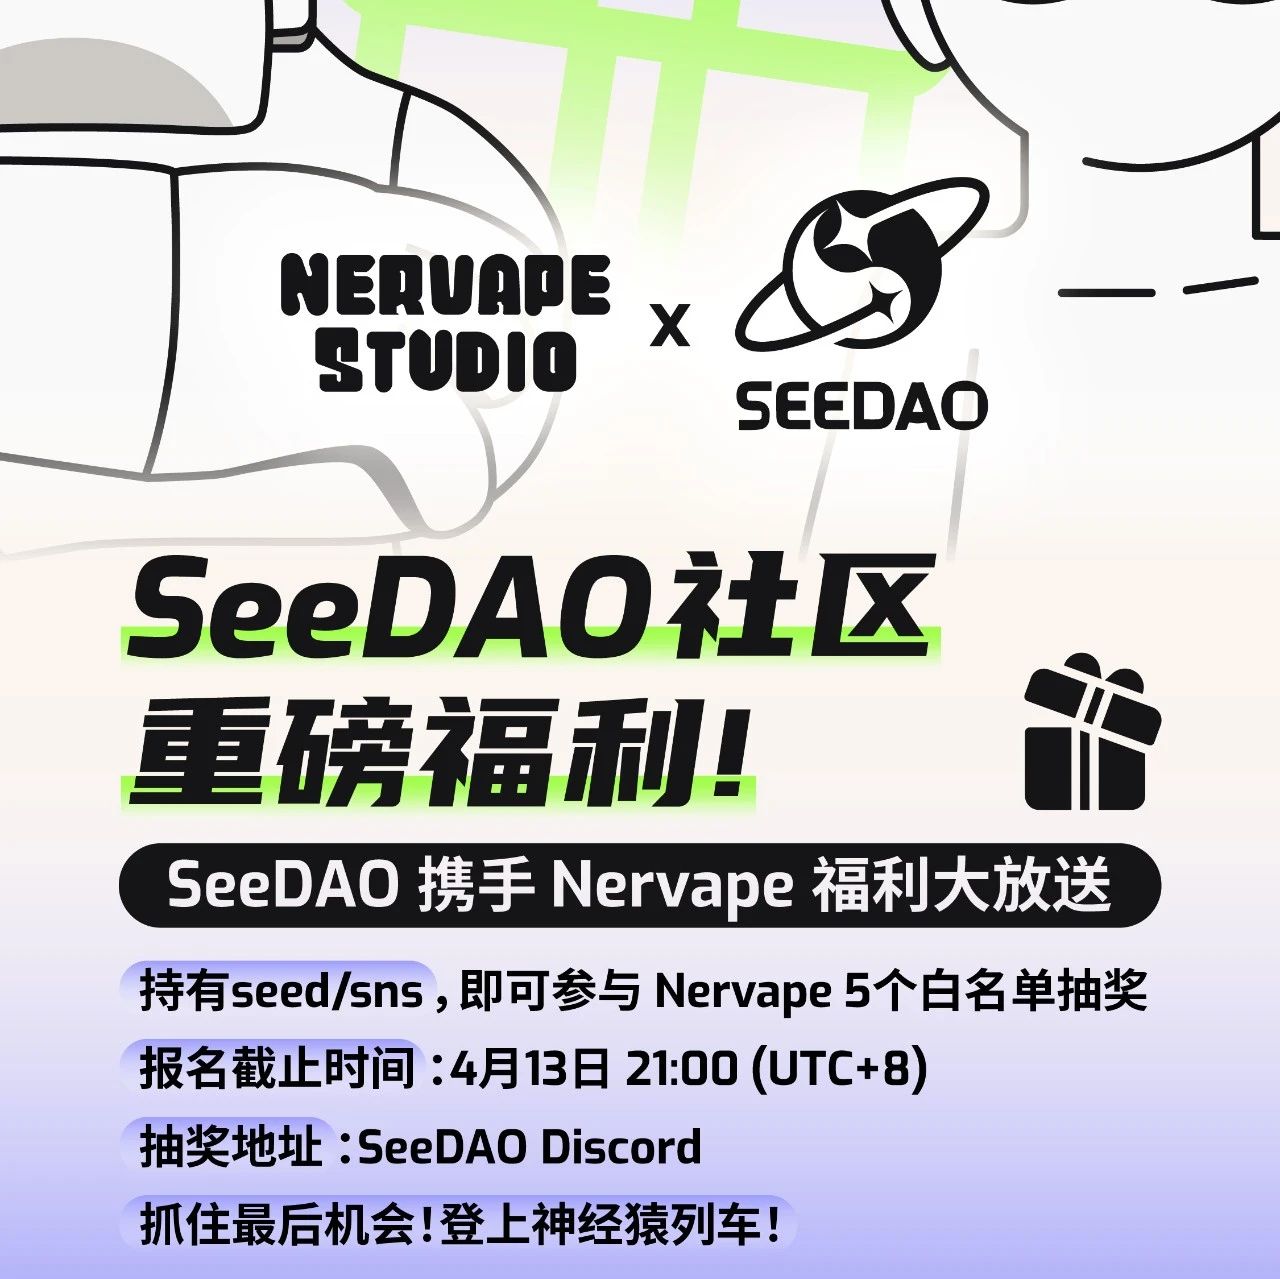 NERVAPE
STUDIO
x
SEEDAO
SeeDAO社区
重磅福利!
SeeDAO 携手 Nervape 福利大放送
持有seed/sns,即可参与 Nervape 5个白名单抽奖
报名截止时间:4月13日 21:00 (UTC+8)
抽奖地址:SeeDAO Discord
抓住最后机会!登上神经猿列车!